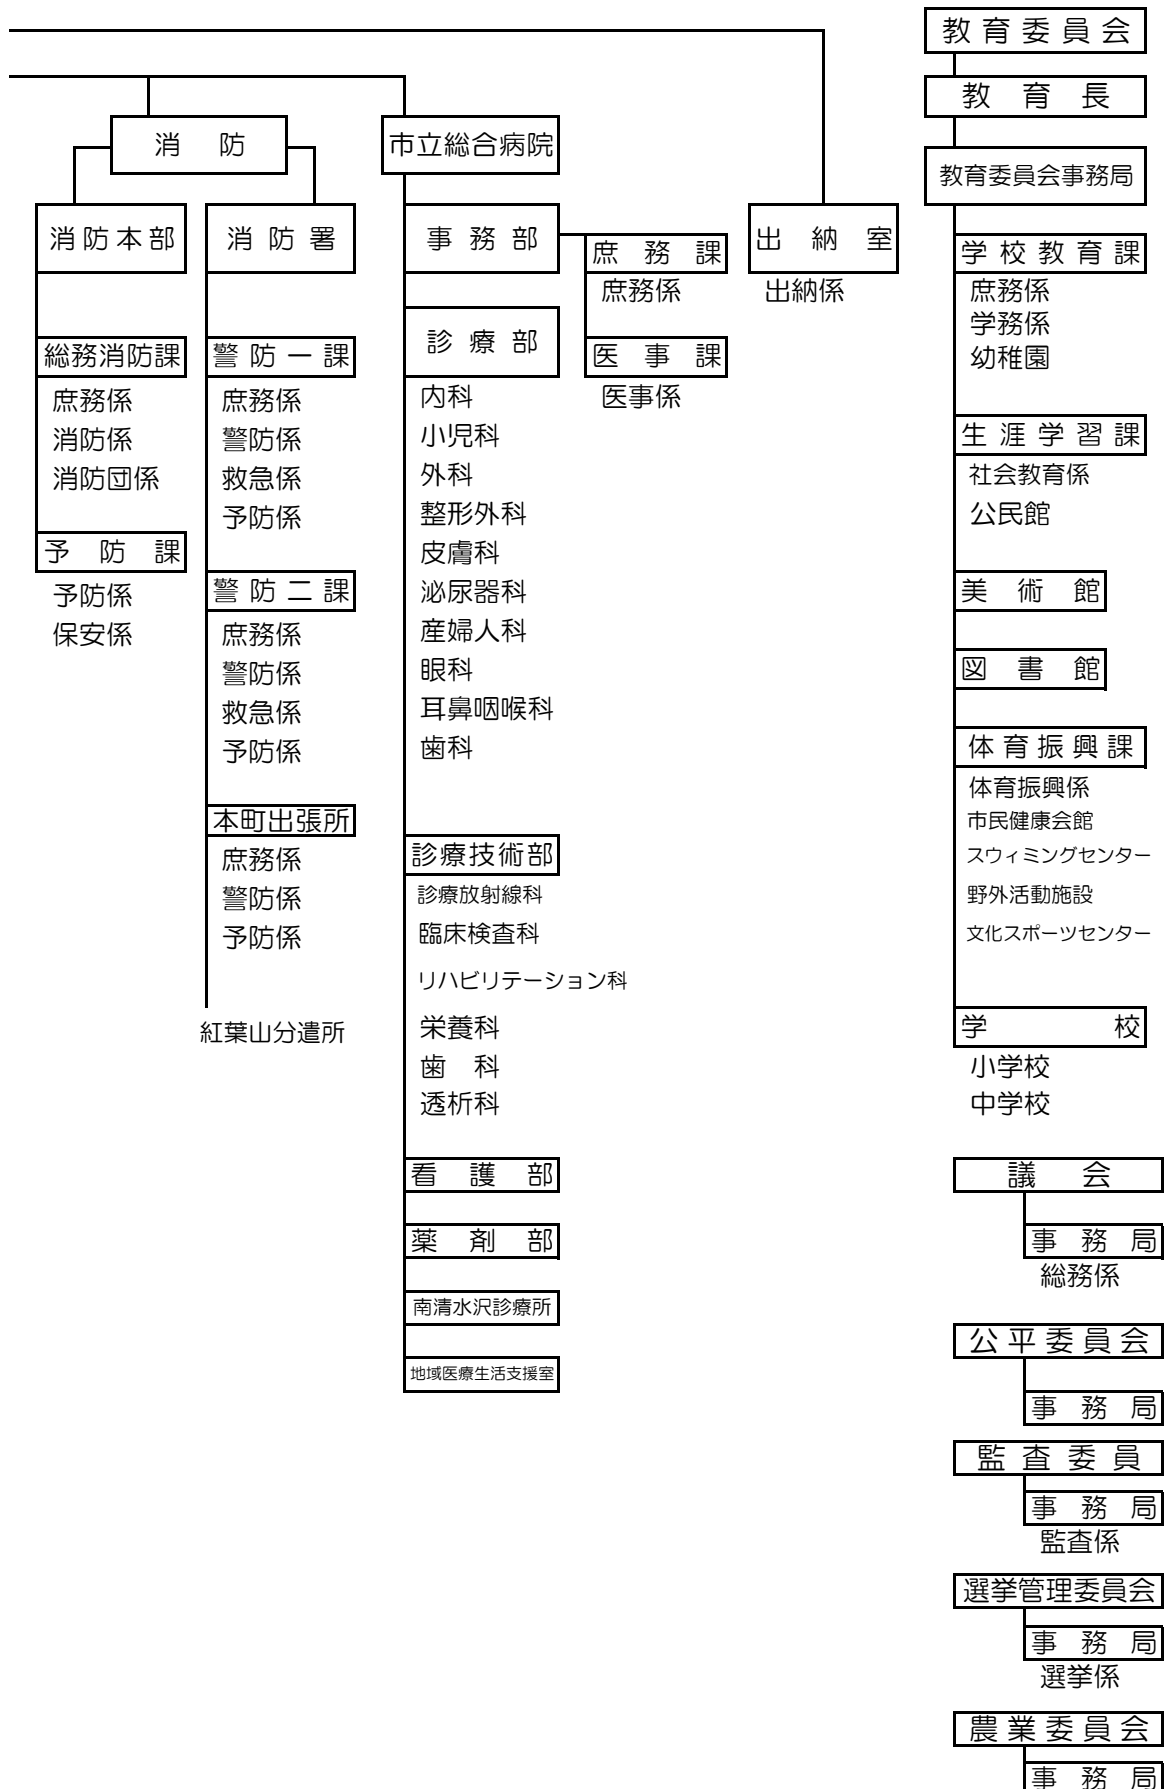 消防
消防本部
総務消防課
庶務係
消防係
消防団係
予防課
予防係
保安係
消防署
警防一課
庶務係
警防係
救急係
予防係
警防二課
庶務係
警防係
救急係
予防係
本町出張所
庶務係
警防係
予防係
紅葉山分遣所
市立総合病院
事務部
庶務課
庶務係
医事課
医事係
診療部
内科
小児科
外科
整形外科
皮膚科
泌尿器科
産婦人科
眼科
耳鼻咽喉科
歯科
診療技術部
診療放射線科
臨床検査科
リハビリテーション科
栄養科
歯 科
透析科
看護部
薬剤部
南清水沢診療所
地域医療生活支援室
出納室
出納係
教育委員会
教育長
教育委員会事務局
学校教育課
庶務係
学務係
幼稚園
生涯学習課
社会教育係
公民館
美術館
図書館
体育振興課
体育振興係
市民健康会館
スウィミングセンター
野外活動施設
文化スポーツセンター
学校
小学校
中学校
議会
事務局
総務係
公平委員会
事務局
監査委員
事務局
監査係
選挙管理委員会
事務局
選挙係
農業委員会
事務局